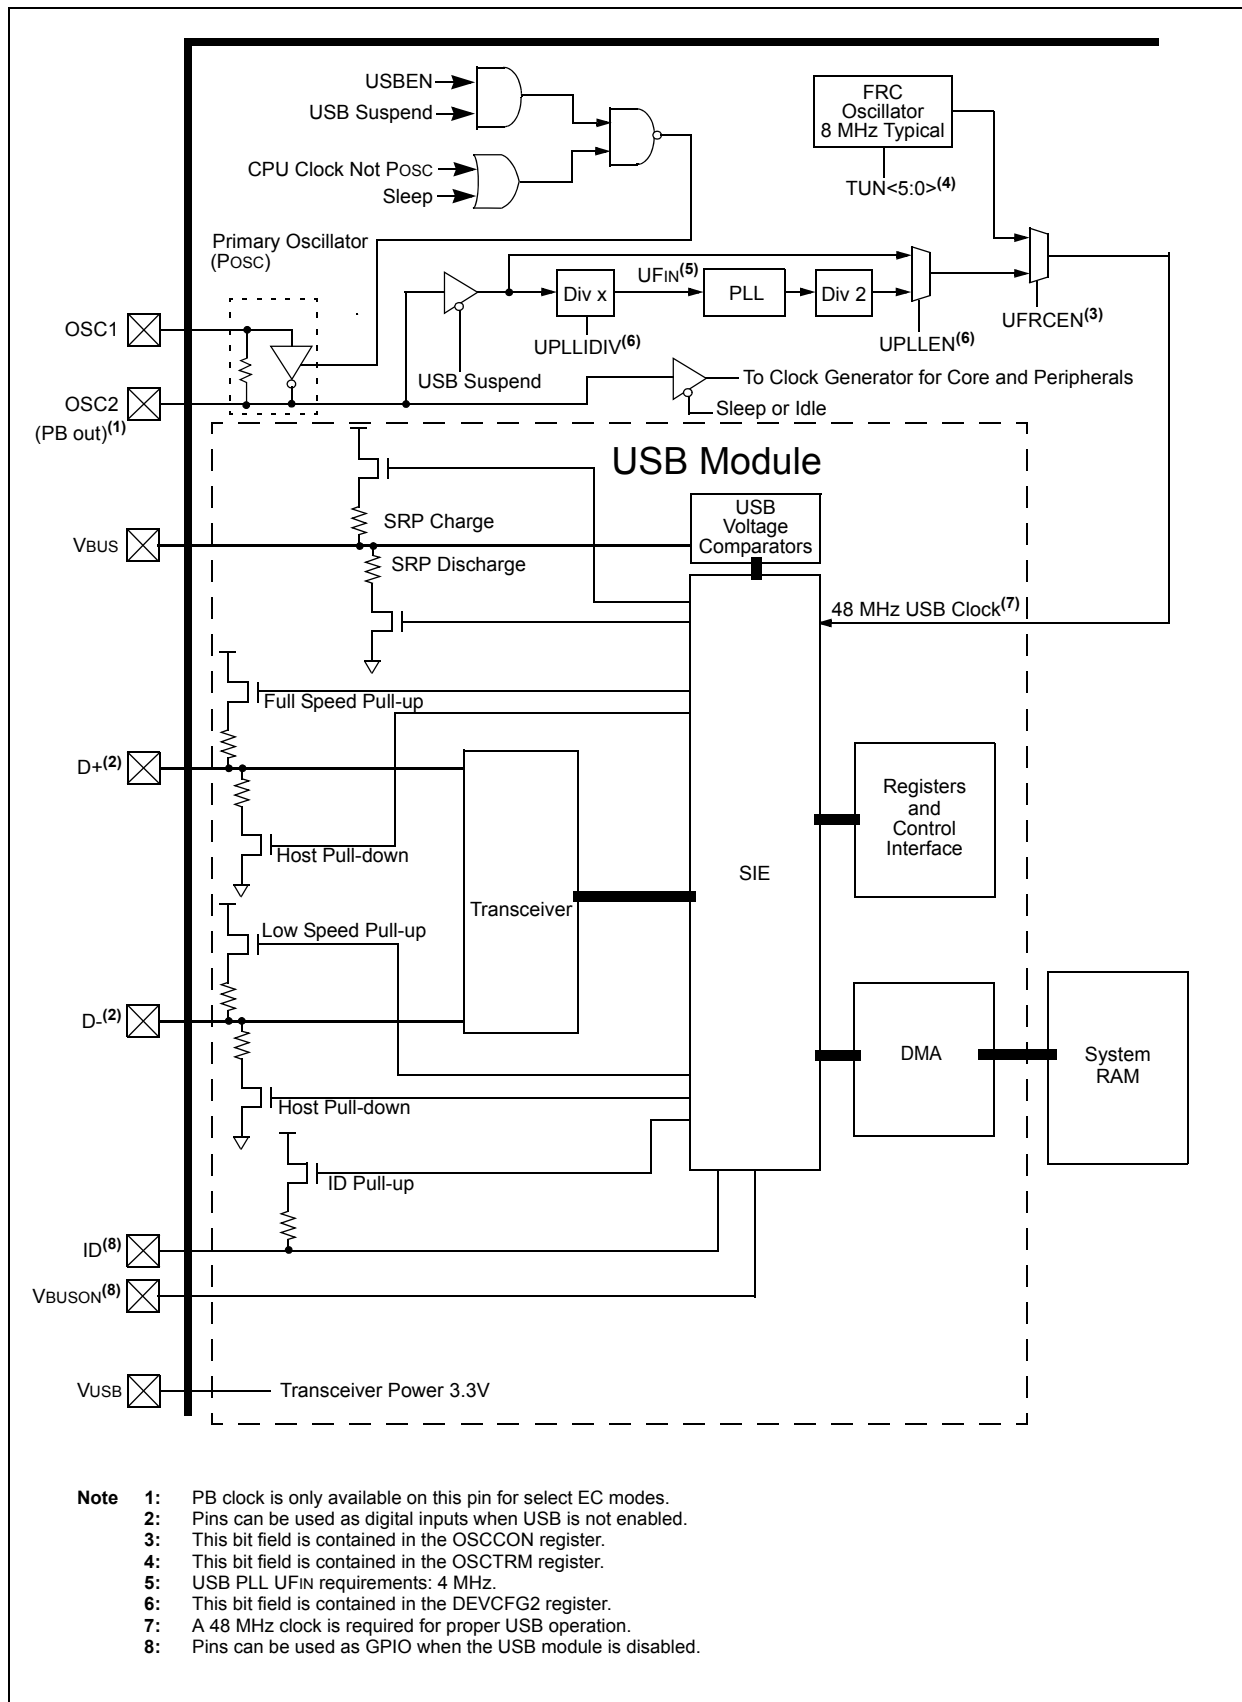 USBEN
USB Suspend
CPU Clock Not POSC
Sleep
FRC
Oscillator
8 MHz Typical
TUN<5:0>(4)
Primary Oscillator
(POSC)
UFIN(5)
Div x
PLL
Div 2
UFRCEN(3)
OSC1
UPLLIDIV(6)
UPLLEN(6)
USB Suspend
To Clock Generator for Core and Peripherals
OSC2
(PB out)(1)
Sleep or Idle
USB Module
USB
Voltage
Comparators
SRP Charge
VBUS
SRP Discharge
48 MHz USB Clock(7)
Full Speed Pull-up
D+(2)
Registers
and
Control
Interface
Host Pull-down
SIE
Transceiver
Low Speed Pull-up
D-(2)
DMA
System
RAM
Host Pull-down
ID Pull-up
ID(8)
VBUSON(8)
VUSB
Transceiver Power 3.3V
Note 1: PB clock is only available on this pin for select EC modes.
2: Pins can be used as digital inputs when USB is not enabled.
3: This bit field is contained in the OSCCON register.
4: This bit field is contained in the OSCTRM register.
5: USB PLL UFIN requirements: 4 MHz.
6: This bit field is contained in the DEVCFG2 register.
7: A 48 MHz clock is required for proper USB operation.
8: Pins can be used as GPIO when the USB module is disabled.